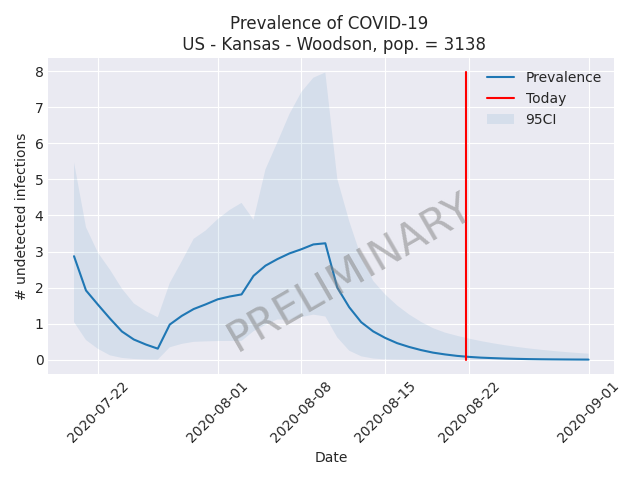 Prevalence of COVID-19
US - Kansas - Woodson, pop. = 3138
# undetected infections
8
7
6
5
4
3
2
1
0
Prevalence
Today
95CI
PRELIMINARY
2020-07-22
2020-08-01
2020-08-08
2020-08-15
2020-08-22
2020-09-01
Date